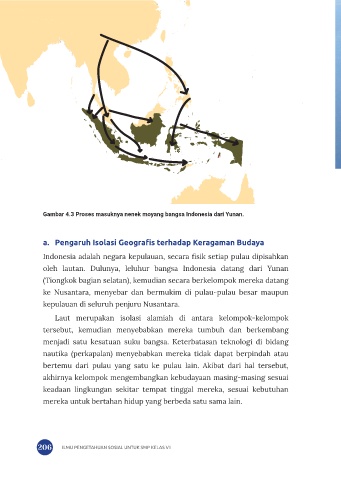 Gambar 4.3 Proses masuknya nenek moyang bangsa Indonesia dari Yunan.
a. Pengaruh Isolasi Geografis terhadap Keragaman Budaya
Indonesia adalah negara kepulauan, secara fisik setiap pulau dipisahkan
oleh lautan. Dulunya, leluhur bangsa Indonesia datang dari Yunan
(Tiongkok bagian selatan), kemudian secara berkelompok mereka datang
ke Nusantara, menyebar dan bermukim di pulau-pulau besar maupun
kepulauan di seluruh penjuru Nusantara.
Laut merupakan isolasi alamiah di antara kelompok-kelompok
tersebut, kemudian menyebabkan mereka tumbuh dan berkembang
menjadi satu kesatuan suku bangsa. Keterbatasan teknologi di bidang
nautika (perkapalan) menyebabkan mereka tidak dapat berpindah atau
bertemu dari pulau yang satu ke pulau lain. Akibat dari hal tersebut,
akhirnya kelompok mengembangkan kebudayaan masing-masing sesuai
keadaan lingkungan sekitar tempat tinggal mereka, sesuai kebutuhan
mereka untuk bertahan hidup yang berbeda satu sama lain.
206 ILMU PENGETAHUAN SOSIAL UNTUK SMP KELAS VII